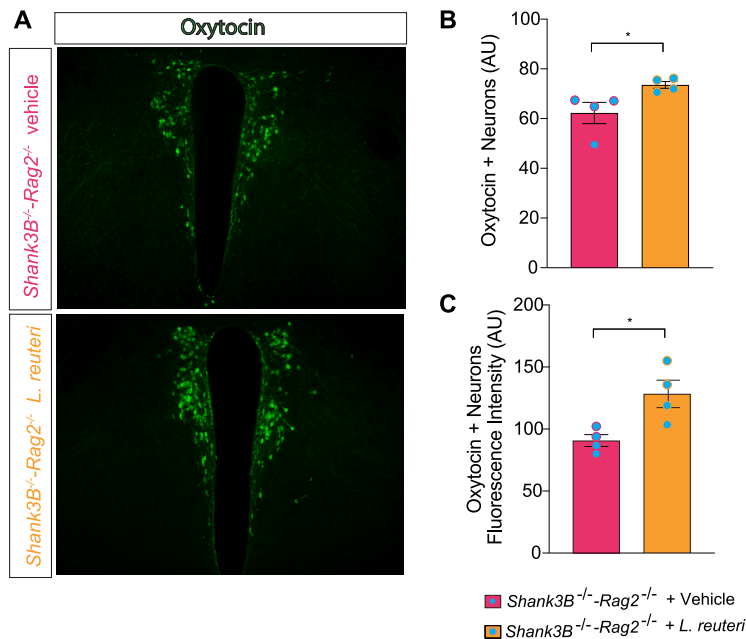 A
Oxytocin
Shank3B-/--Rag2-/- vehicle
Shank3B-/--Rag2-/- L. reuteri
B
Oxytocin + Neurons (AU)
100
80
60
40
20
0
*
C
Oxytocin + Neurons
Fluorescence Intensity (AU)
200
150
100
50
0
*
Shank3B-/--Rag2-/- + Vehicle
Shank3B-/--Rag2-/- + L. reuteri